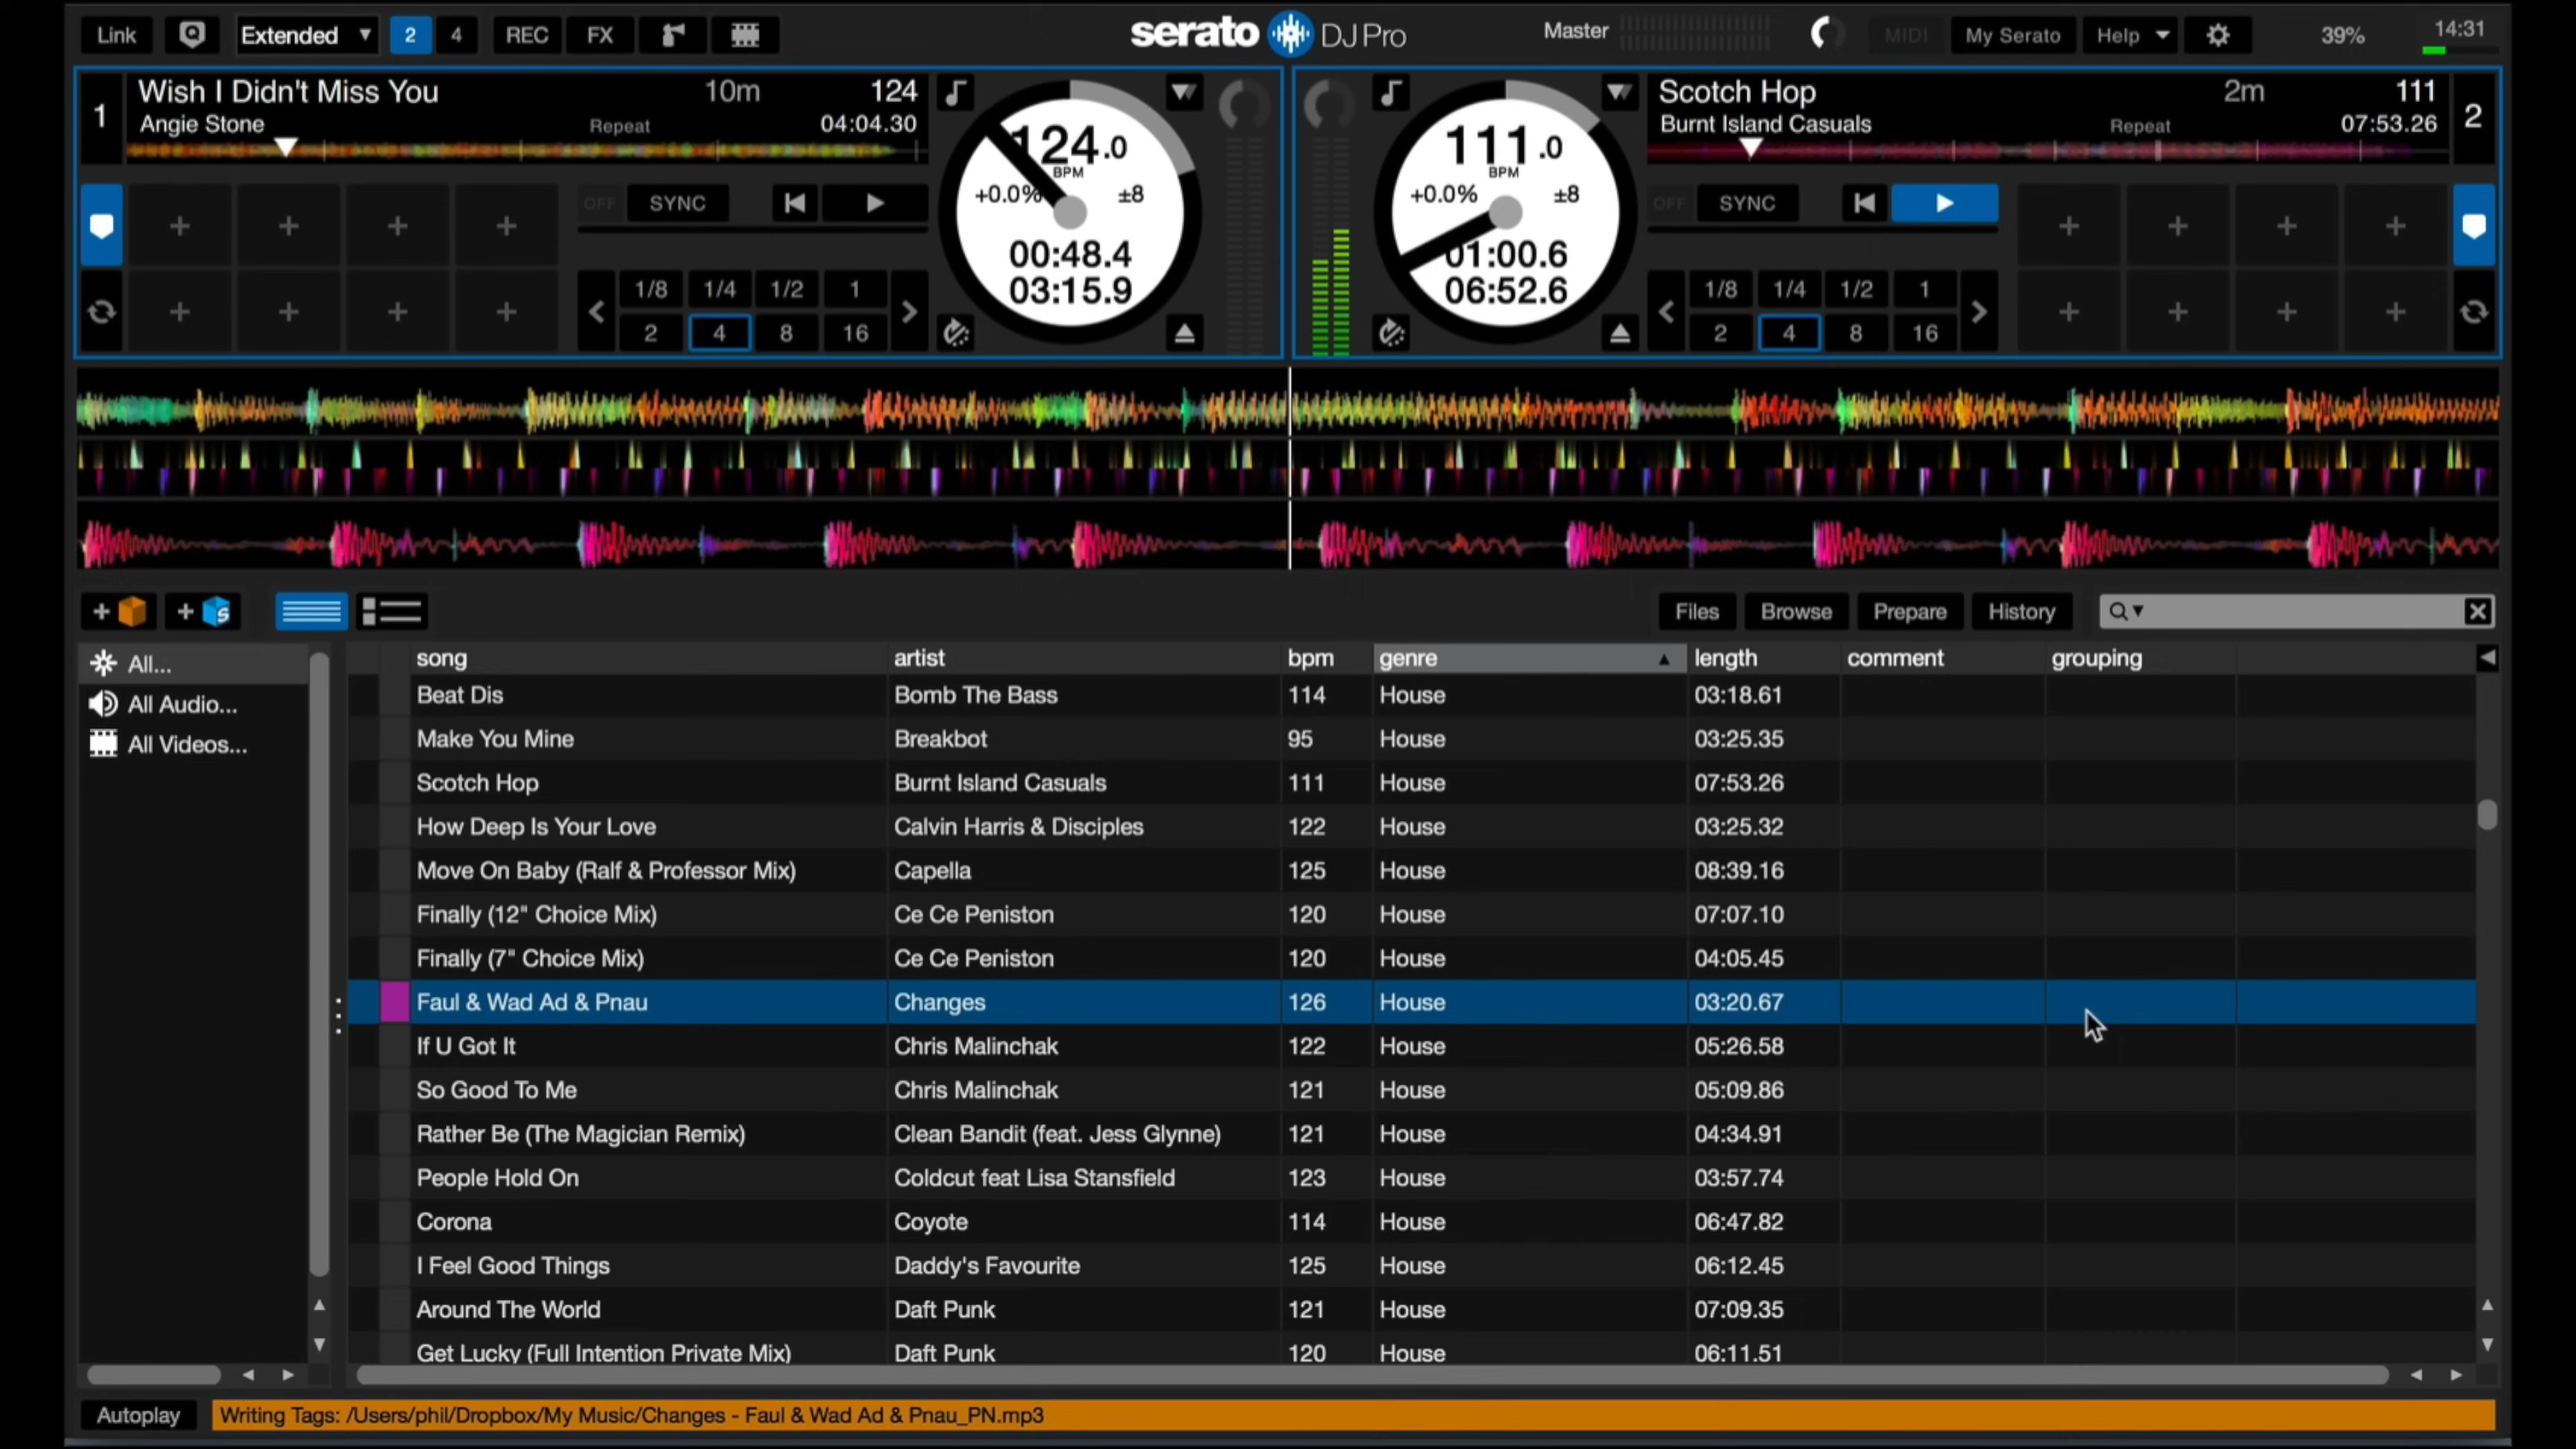 Link Extended 2 4 REC FX serato DJ Pro Master MIDI My Serato Help 39% 14:31
1 Wish I Didn't Miss You 10m 124
Angie Stone Repeat 04:04.30
124.0
BPM
+0.0% ±8
00:48.4
03:15.9
OFF SYNC
1/8 1/4 1/2 1
2 4 8 16
Scotch Hop 2m 111 2
Burnt Island Casuals Repeat 07:53.26
111.0
BPM
+0.0% ±8
01:00.6
06:52.6
OFF SYNC
1/8 1/4 1/2 1
2 4 8 16
Files Browse Prepare History
All...
All Audio...
All Videos...
song artist bpm genre length comment grouping
Beat Dis Bomb The Bass 114 House 03:18.61
Make You Mine Breakbot 95 House 03:25.35
Scotch Hop Burnt Island Casuals 111 House 07:53.26
How Deep Is Your Love Calvin Harris & Disciples 122 House 03:25.32
Move On Baby (Ralf & Professor Mix) Capella 125 House 08:39.16
Finally (12" Choice Mix) Ce Ce Peniston 120 House 07:07.10
Finally (7" Choice Mix) Ce Ce Peniston 120 House 04:05.45
Faul & Wad Ad & Pnau Changes 126 House 03:20.67
If U Got It Chris Malinchak 122 House 05:26.58
So Good To Me Chris Malinchak 121 House 05:09.86
Rather Be (The Magician Remix) Clean Bandit (feat. Jess Glynne) 121 House 04:34.91
People Hold On Coldcut feat Lisa Stansfield 123 House 03:57.74
Corona Coyote 114 House 06:47.82
I Feel Good Things Daddy's Favourite 125 House 06:12.45
Around The World Daft Punk 121 House 07:09.35
Get Lucky (Full Intention Private Mix) Daft Punk 120 House 06:11.51
Autoplay Writing Tags: /Users/phil/Dropbox/My Music/Changes - Faul & Wad Ad & Pnau_PN.mp3